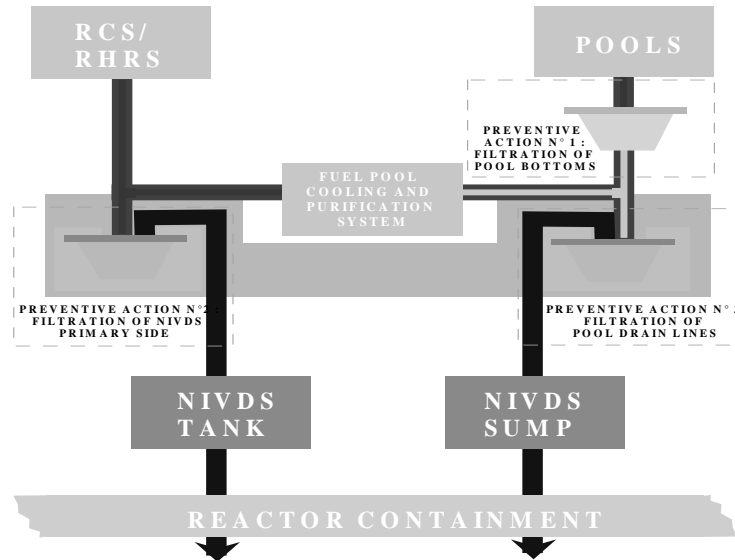 RCS/
RHRS
POOLS
PREVENTIVE
ACTION N° 1 :
FILTRATION OF
POOL BOTTOMS
FUEL POOL
COOLING AND
PURIFICATION
SYSTEM
PREVENTIVE ACTION N°2 :
FILTRATION OF NIVDS
PRIMARY SIDE
PREVENTIVE ACTION N°
FILTRATION OF
POOL DRAIN LINES
NIVDS
TANK
NIVDS
SUMP
REACTOR CONTAINMENT